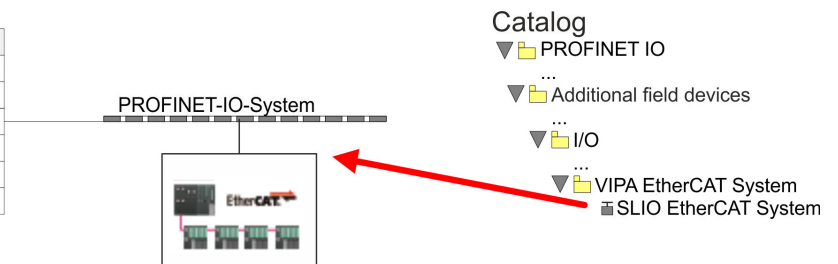 Catalog
PROFINET IO
...
Additional field devices
...
I/O
...
VIPA EtherCAT System
SLIO EtherCAT System
PROFINET-IO-System
EtherCAT